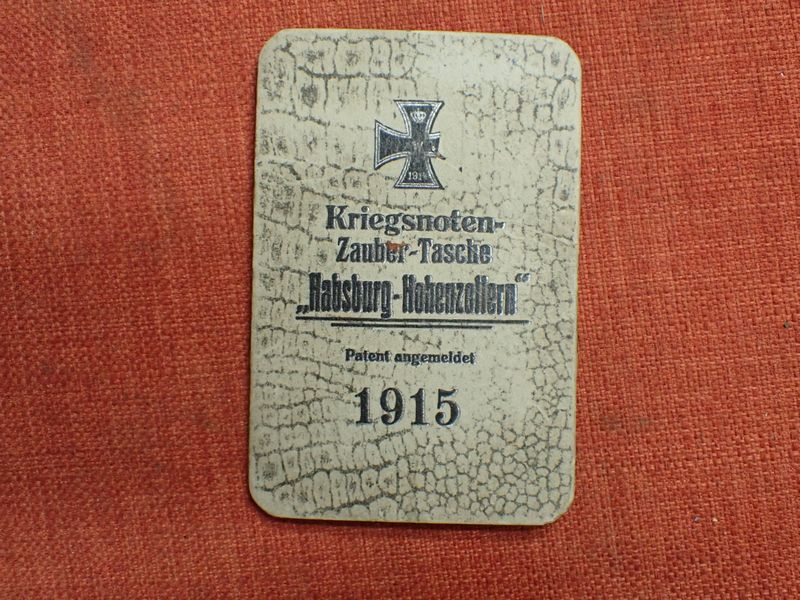 1914
Kriegsnoten-
Zauber-Tasche
„Habsburg-Hohenzollern“
Patent angemeldet
1915